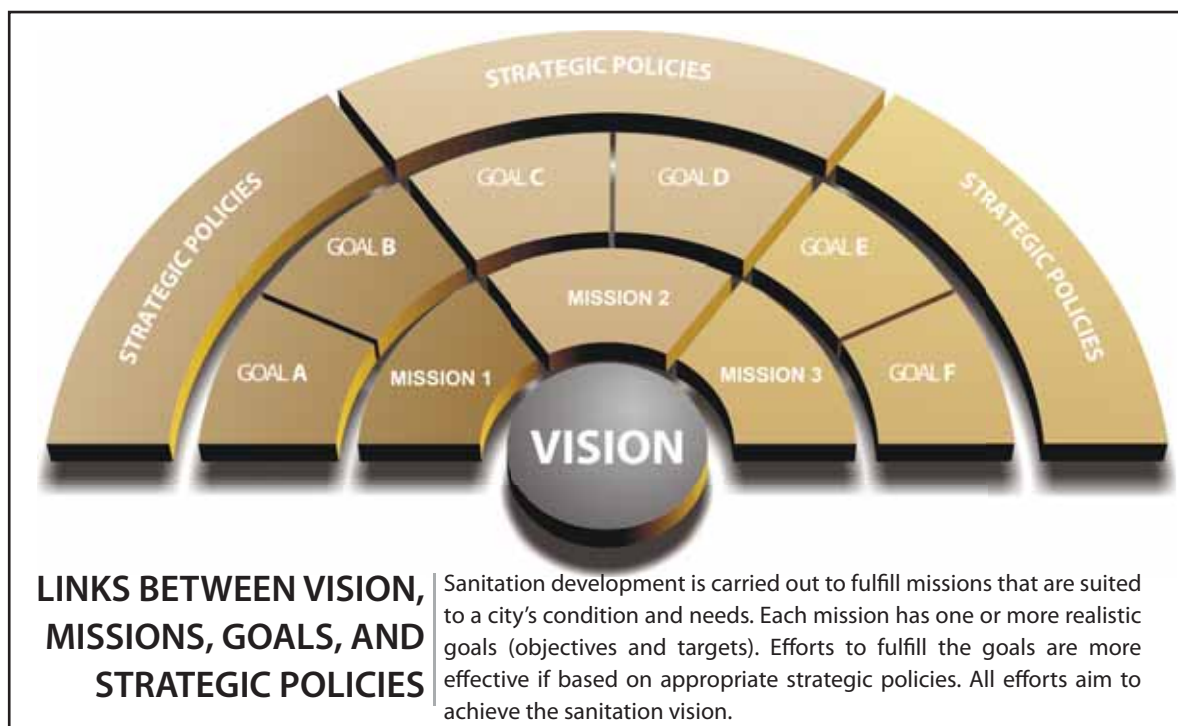 STRATEGIC POLICIES
STRATEGIC POLICIES
STRATEGIC POLICIES
GOAL A
GOAL B
GOAL C
GOAL D
GOAL E
GOAL F
MISSION 1
MISSION 2
MISSION 3
VISION
LINKS BETWEEN VISION,
MISSIONS, GOALS, AND
STRATEGIC POLICIES
Sanitation development is carried out to fulfill missions that are suited
to a city's condition and needs. Each mission has one or more realistic
goals (objectives and targets). Efforts to fulfill the goals are more
effective if based on appropriate strategic policies. All efforts aim to
achieve the sanitation vision.